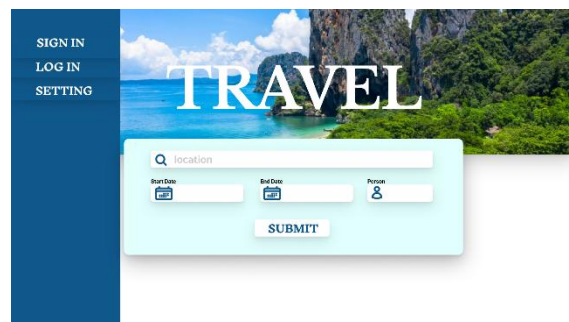 SIGN IN
LOG IN
SETTING
TRAVEL
location
Start Date
End Date
Person
SUBMIT